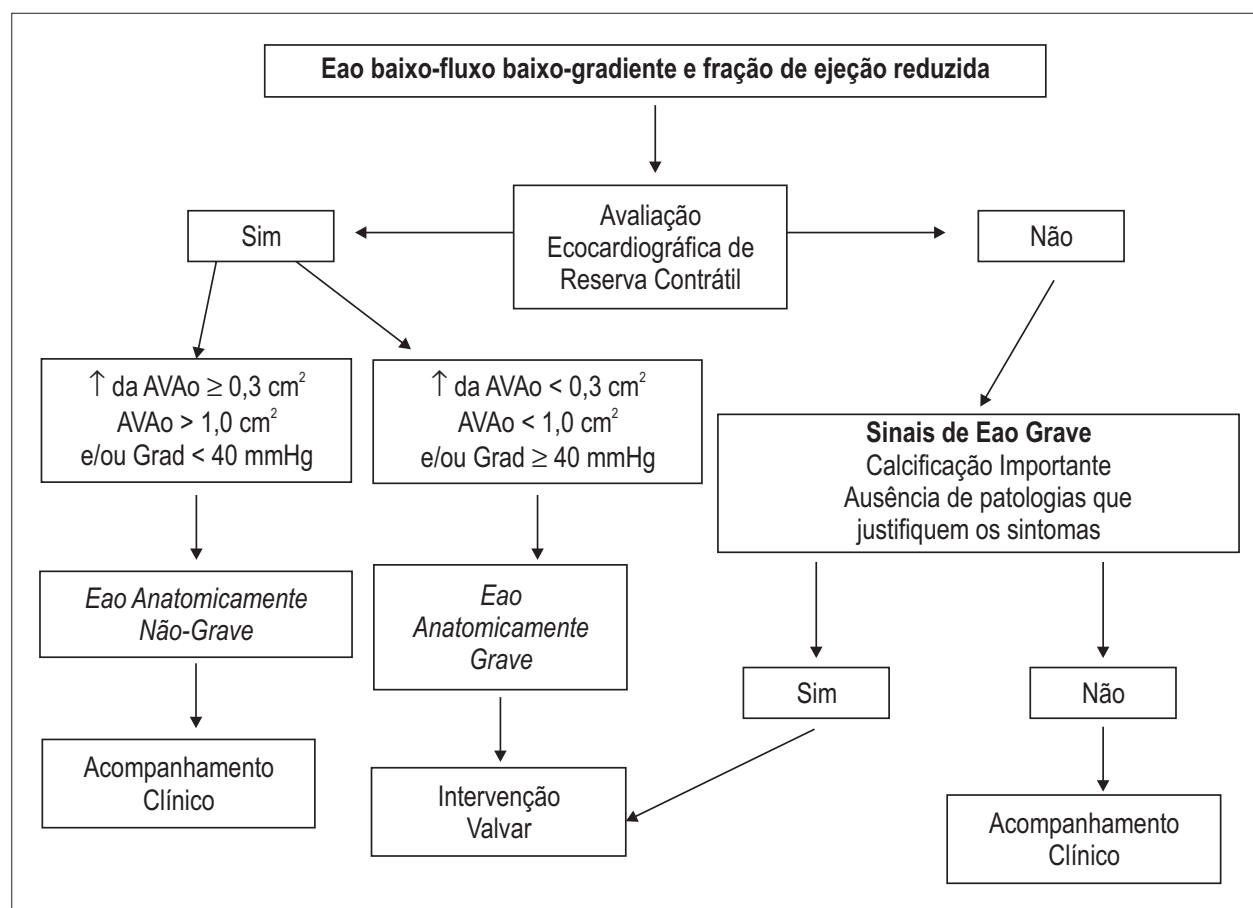 Eao baixo-fluxo baixo-gradiente e fração de ejeção reduzida
Sim
Avaliação
Ecocardiográfica de
Reserva Contrátil
Não
↑ da AVAo ≥ 0,3 cm²
AVAo > 1,0 cm²
e/ou Grad < 40 mmHg
↑ da AVAo < 0,3 cm²
AVAo < 1,0 cm²
e/ou Grad ≥ 40 mmHg
Sinais de Eao Grave
Calcificação Importante
Ausência de patologias que
justifiquem os sintomas
Eao Anatomicamente
Não-Grave
Eao
Anatomicamente
Grave
Sim
Não
Acompanhamento
Clínico
Intervenção
Valvar
Acompanhamento
Clínico